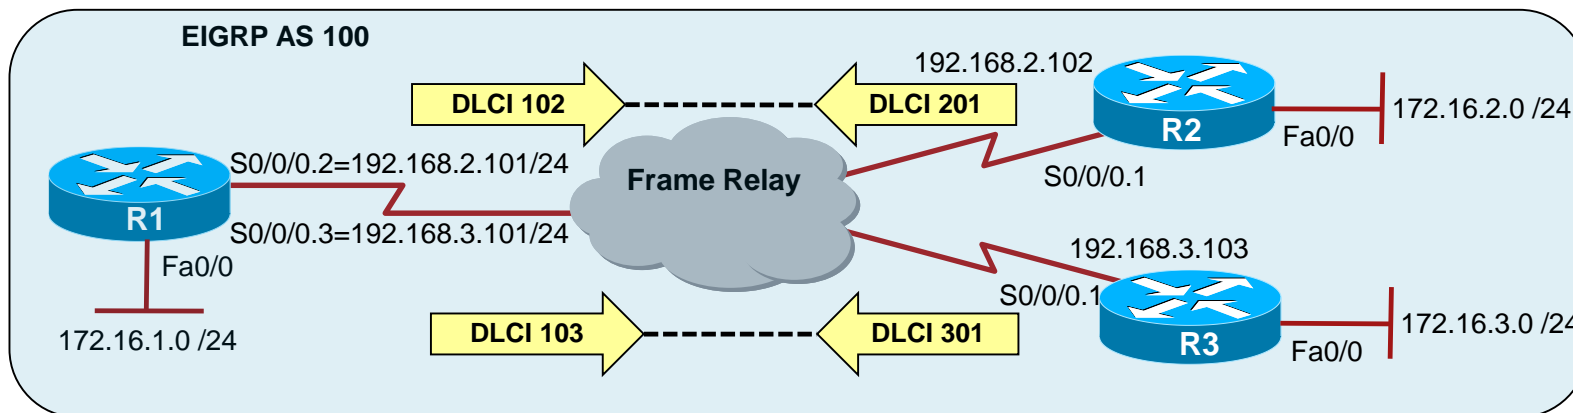 EIGRP AS 100
192.168.2.102
DLCI 102
DLCI 201
172.16.2.0 /24
R2
Fa0/0
S0/0/0.2=192.168.2.101/24
Frame Relay
S0/0/0.1
R1
S0/0/0.3=192.168.3.101/24
192.168.3.103
Fa0/0
S0/0/0.1
DLCI 103
DLCI 301
172.16.3.0 /24
172.16.1.0 /24
R3
Fa0/0